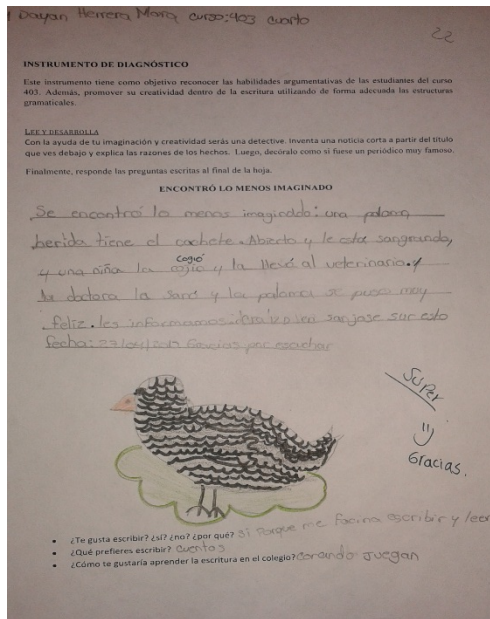 Dayan Herrera Mora curso:403 cuarto
22
INSTRUMENTO DE DIAGNÓSTICO
Este instrumento tiene como objetivo reconocer las habilidades argumentativas de las estudiantes del curso
403. Además, promover su creatividad dentro de la escritura utilizando de forma adecuada las estructuras
gramaticales.
LEE Y DESARROLLA
Con la ayuda de tu imaginación y creatividad serás una detective. Inventa una noticia corta a partir del título
que ves debajo y explica las razones de los hechos. Luego, decóralo como si fuese un periódico muy famoso.
Finalmente, responde las preguntas escritas al final de la hoja.
ENCONTRÓ LO MENOS IMAGINADO
Se encontró lo menos imaginado: una paloma
herida tiene el cachete Abierto y le esta sangrando,
cogió
y una niña la cojio y la llevó al veterinario.y
la doctora la sanó y la paloma se puso muy
feliz. les informamos en san jose sur esto
fecha: 27/04/2017 Gracias por escuchar
SUPER
Gracias.
• ¿Te gusta escribir? ¿sí? ¿no? ¿por qué? si porque me facina escribir y leer
• ¿Qué prefieres escribir? Cuentos
• ¿Cómo te gustaría aprender la escritura en el colegio? Juegan